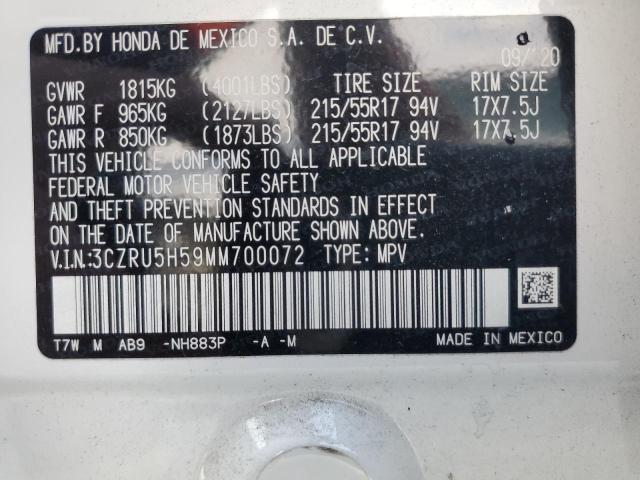 MFD.BY HONDA DE MEXICO S.A. DE C.V.
09/'20
GVWR 1815KG (4001LBS) TIRE SIZE RIM SIZE
GAWR F 965KG (2127LBS) 215/55R17 94V 17X7.5J
GAWR R 850KG (1873LBS) 215/55R17 94V 17X7.5J
THIS VEHICLE CONFORMS TO ALL APPLICABLE
FEDERAL MOTOR VEHICLE SAFETY
AND THEFT PREVENTION STANDARDS IN EFFECT
ON THE DATE OF MANUFACTURE SHOWN ABOVE.
V.I.N.:3CZRU5H59MM700072 TYPE: MPV
T7W M AB9 -NH883P -A -M
MADE IN MEXICO